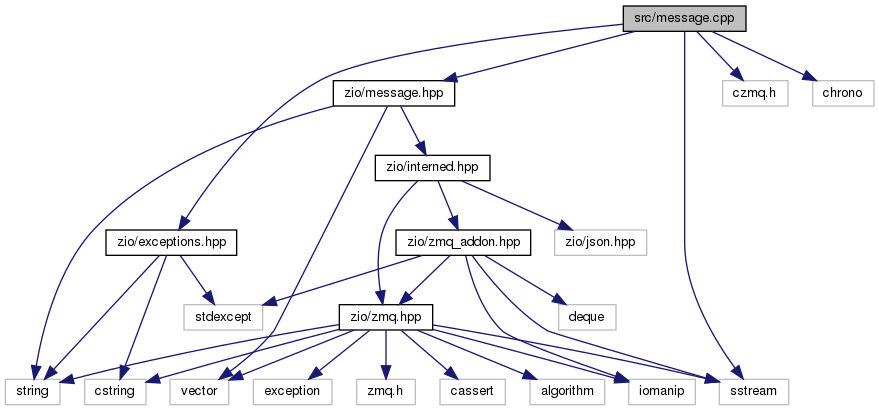 src/message.cpp
zio/message.hpp
czmq.h
chrono
zio/interned.hpp
zio/exceptions.hpp
zio/zmq_addon.hpp
zio/json.hpp
stdexcept
zio/zmq.hpp
deque
string
cstring
vector
exception
zmq.h
cassert
algorithm
iomanip
sstream